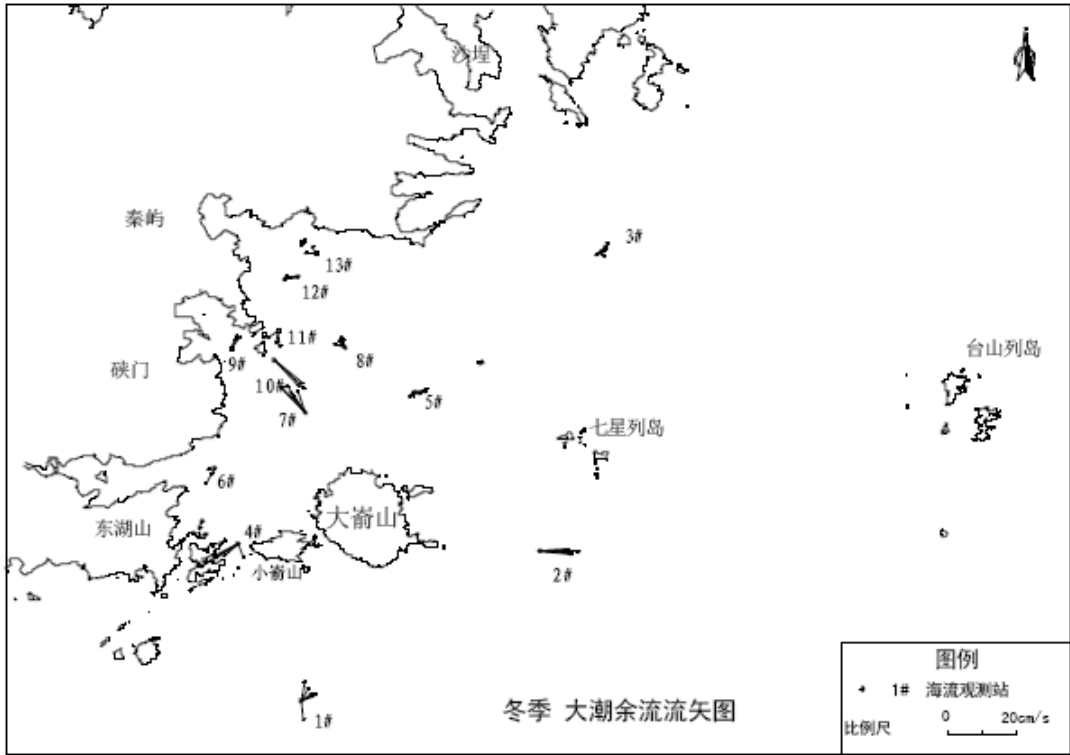 沙埕
秦屿
3#
13#
12#
11#
台山列岛
8#
9#
硖门
10#
5#
7#
七星列岛
6#
大嵛山
东湖山
4#
小嵛山
2#
图例
1# 海流观测站
冬季 大潮余流流矢图
1#
0 20cm/s
比例尺